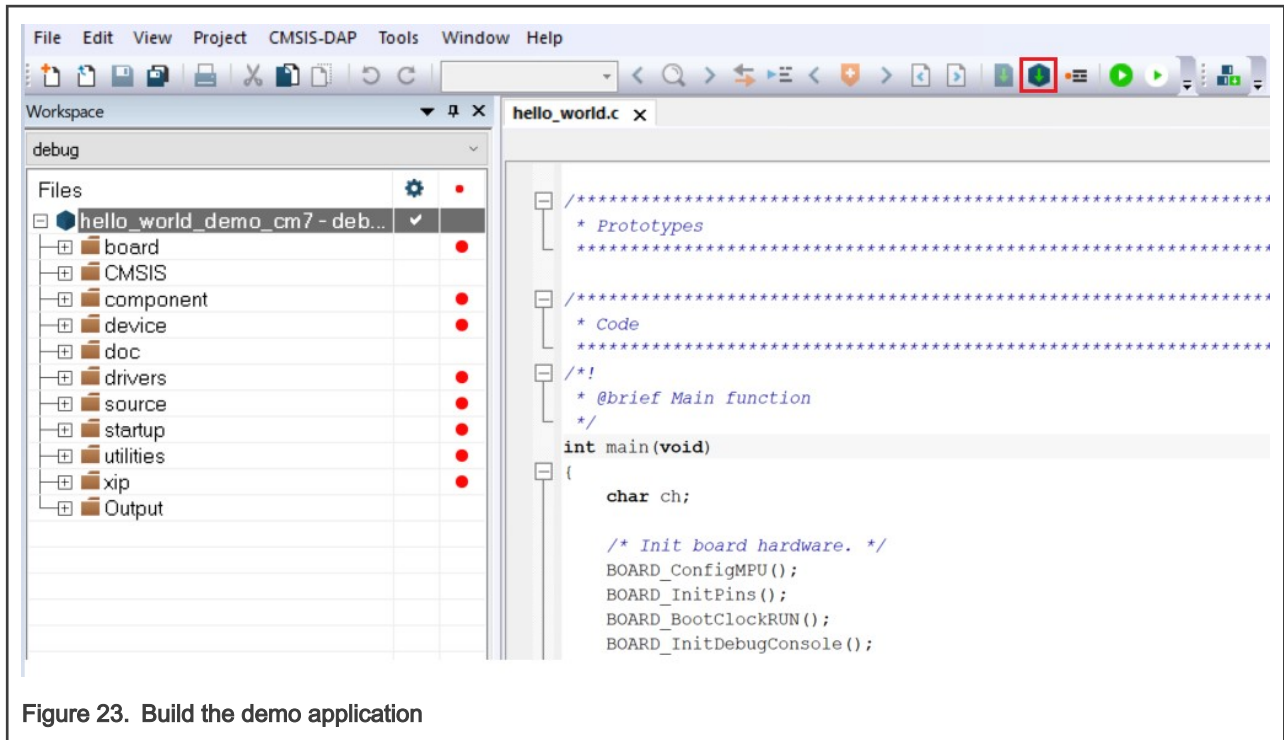 File Edit View Project CMSIS-DAP Tools Window Help
Workspace
debug
Files
hello_world_demo_cm7 - deb...
board
CMSIS
component
device
doc
drivers
source
startup
utilities
xip
Output
hello_world.c
/*******************************************************************
* Prototypes
*******************************************************************
/*******************************************************************
* Code
*******************************************************************
/*!
* @brief Main function
*/
int main(void)
{
char ch;
/* Init board hardware. */
BOARD_ConfigMPU();
BOARD_InitPins();
BOARD_BootClockRUN();
BOARD_InitDebugConsole();
Figure 23. Build the demo application